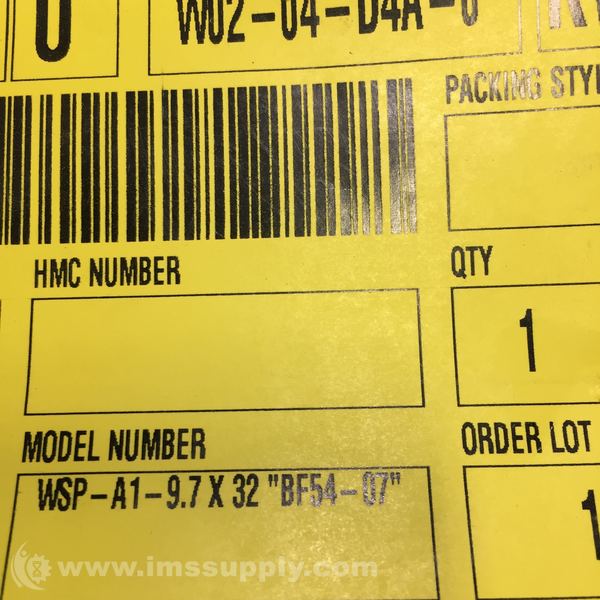 0 W02-04-D4A-0
PACKING
HMC NUMBER
QTY
1
MODEL NUMBER
ORDER LOT
WSP-A1-9.7 X 32 "BF54-07"
1
www.imssupply.com